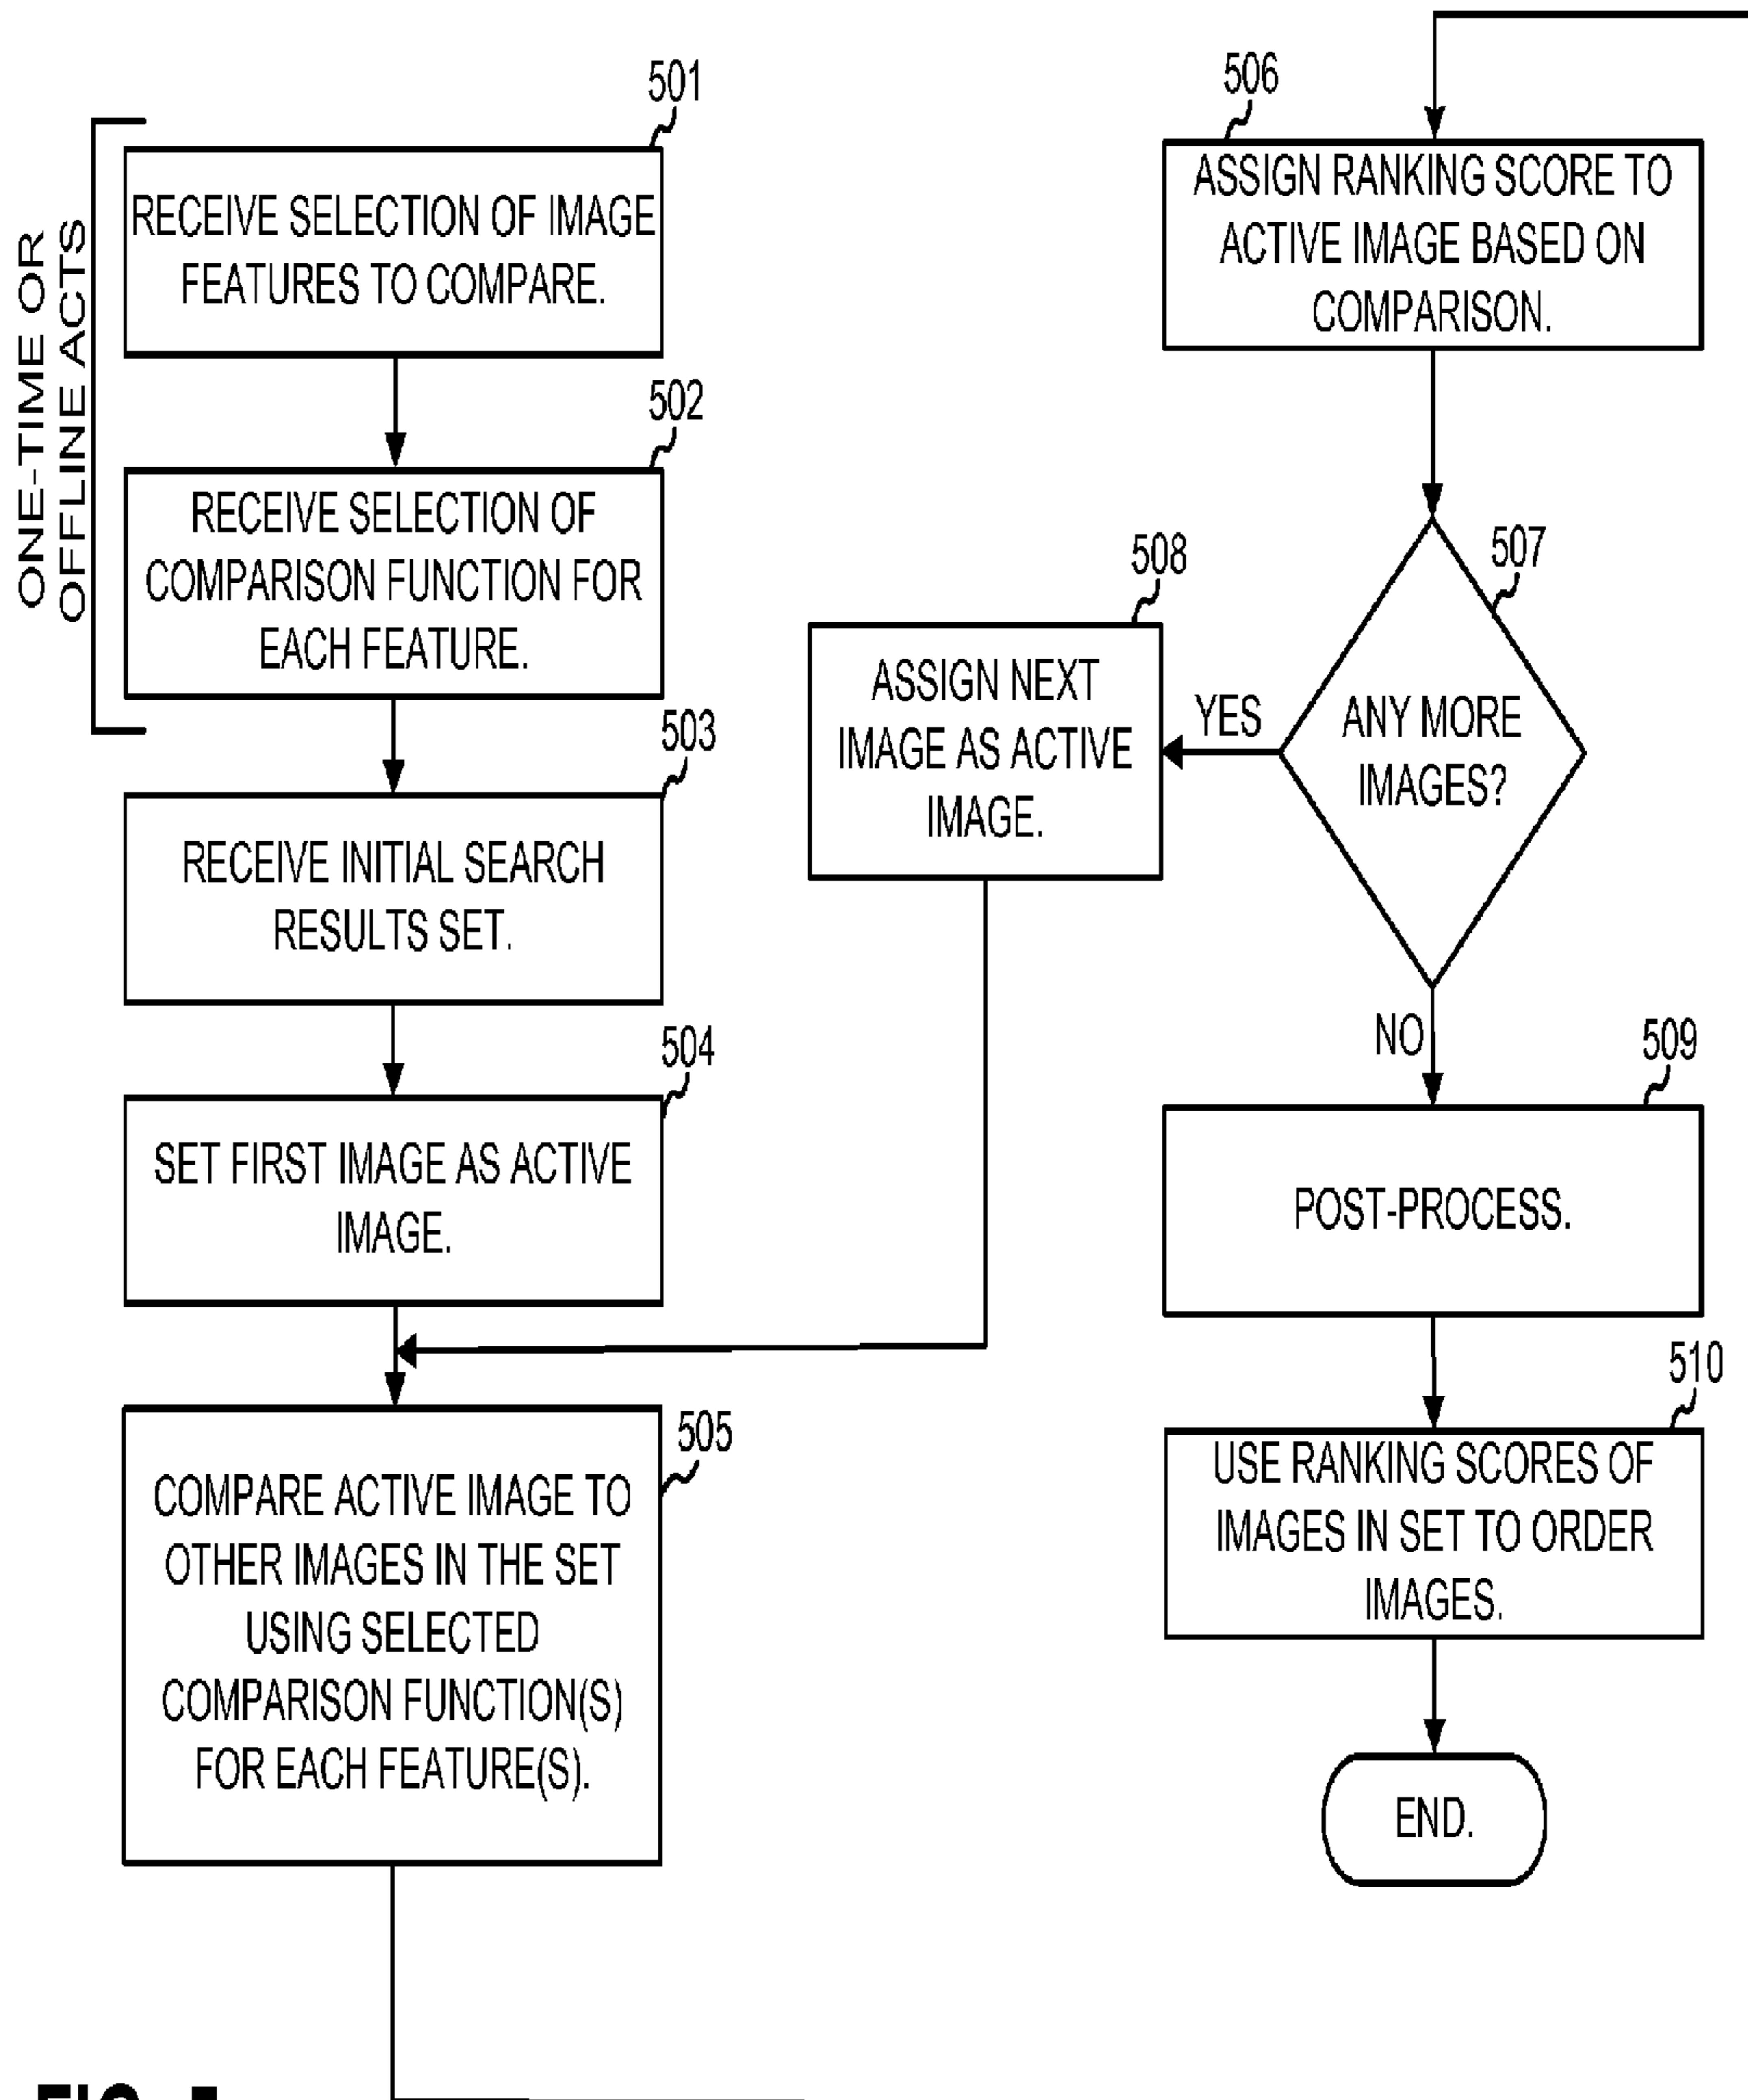 ONE-TIME OR
OFFLINE ACTS
501
RECEIVE SELECTION OF IMAGE
FEATURES TO COMPARE.
502
RECEIVE SELECTION OF
COMPARISON FUNCTION FOR
EACH FEATURE.
503
RECEIVE INITIAL SEARCH
RESULTS SET.
504
SET FIRST IMAGE AS ACTIVE
IMAGE.
505
COMPARE ACTIVE IMAGE TO
OTHER IMAGES IN THE SET
USING SELECTED
COMPARISON FUNCTION(S)
FOR EACH FEATURE(S).
506
ASSIGN RANKING SCORE TO
ACTIVE IMAGE BASED ON
COMPARISON.
507
ANY MORE
IMAGES?
YES
508
ASSIGN NEXT
IMAGE AS ACTIVE
IMAGE.
NO
509
POST-PROCESS.
510
USE RANKING SCORES OF
IMAGES IN SET TO ORDER
IMAGES.
END.